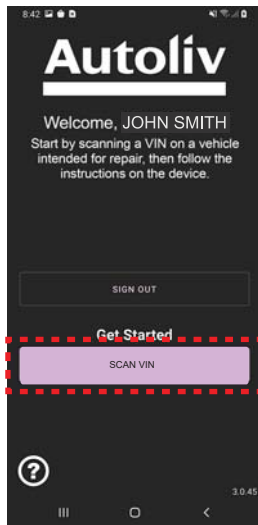 8:42
Autoliv
Welcome, JOHN SMITH
Start by scanning a VIN on a vehicle
intended for repair, then follow the
instructions on the device.
SIGN OUT
Get Started
SCAN VIN
?
3.0.45